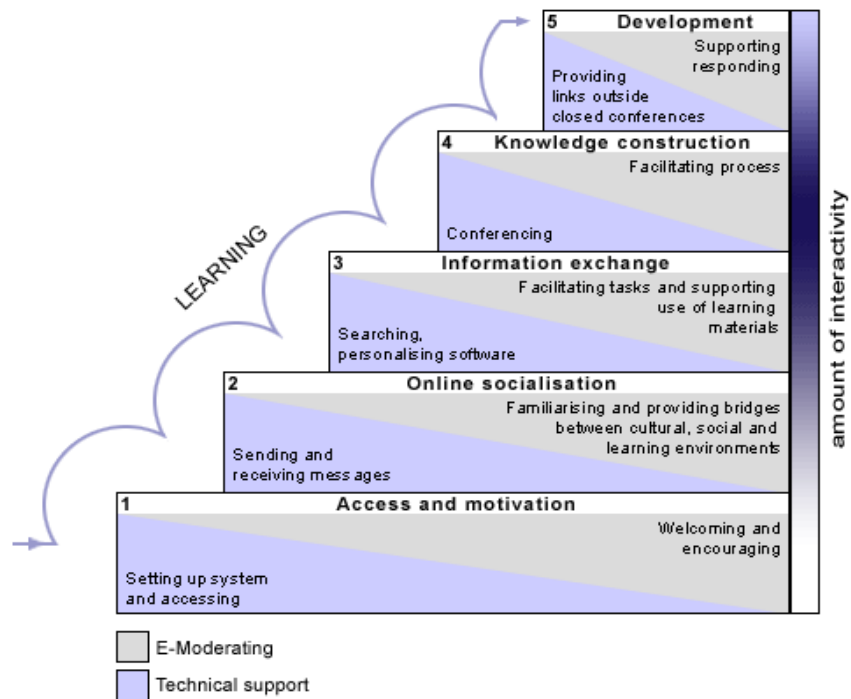 5 Development
Supporting
responding
Providing
links outside
closed conferences
4 Knowledge construction
Facilitating process
Conferencing
LEARNING
3 Information exchange
Facilitating tasks and supporting
use of learning
materials
Searching,
personalising software
2 Online socialisation
Familiarising and providing bridges
between cultural, social and
learning environments
Sending and
receiving messages
1 Access and motivation
Welcoming and
encouraging
Setting up system
and accessing
amount of interactivity
E-Moderating
Technical support